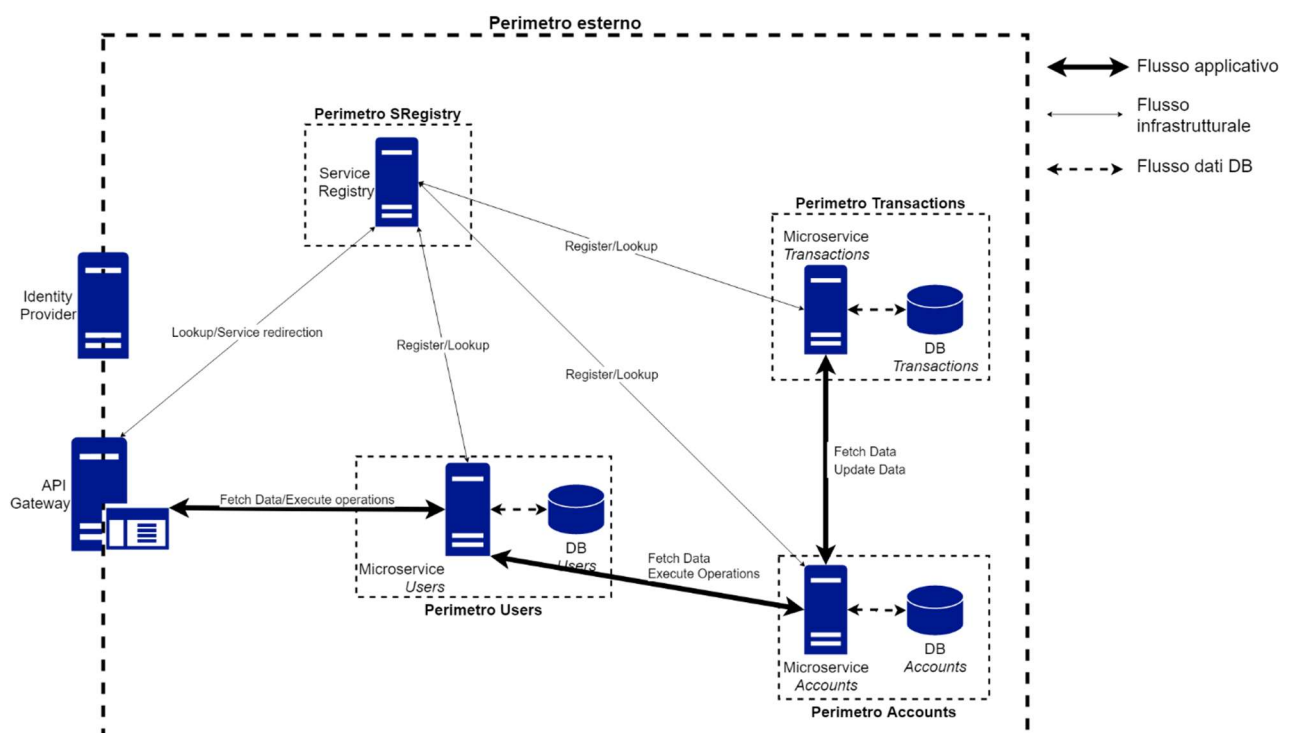 Perimetro esterno
Flusso applicativo
Flusso
infrastrutturale
Flusso dati DB
Perimetro SRegistry
Service
Registry
Perimetro Transactions
Microservice
Transactions
DB
Transactions
Register/Lookup
Identity
Provider
Lookup/Service redirection
Register/Lookup
Register/Lookup
Fetch Data
Update Data
API
Gateway
Fetch Data/Execute operations
DB
Users
Microservice
Users
Perimetro Users
Fetch Data
Execute Operations
DB
Accounts
Microservice
Accounts
Perimetro Accounts